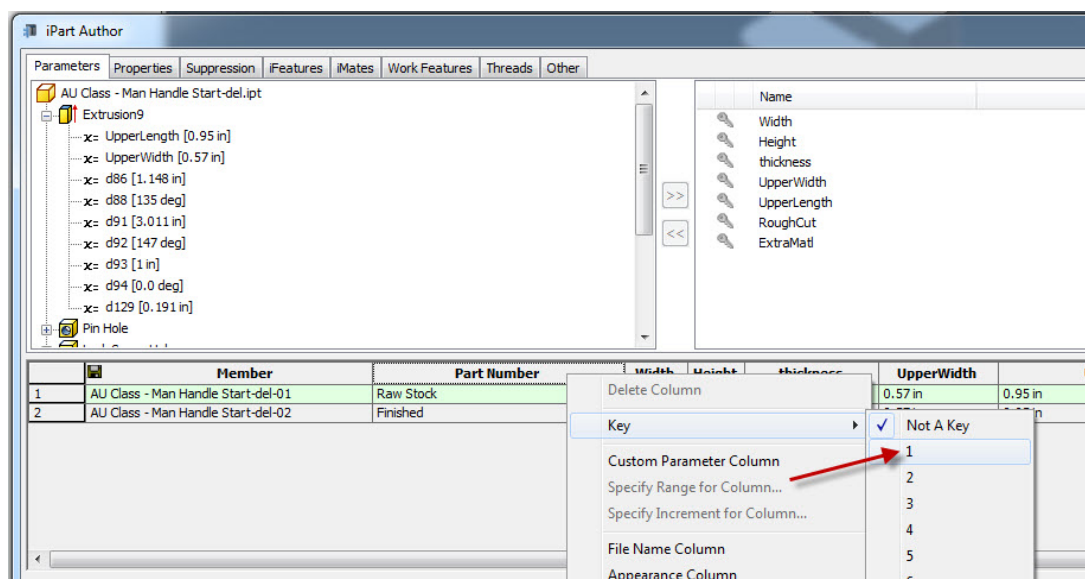 iPart Author
Parameters Properties Suppression iFeatures iMates Work Features Threads Other
AU Class - Man Handle Start-del.ipt
Extrusion9
x= UpperLength [0.95 in]
x= UpperWidth [0.57 in]
x= d86 [1.148 in]
x= d88 [135 deg]
x= d91 [3.011 in]
x= d92 [147 deg]
x= d93 [1 in]
x= d94 [0.0 deg]
x= d129 [0.191 in]
Pin Hole
>>
<<
Name
Width
Height
thickness
UpperWidth
UpperLength
RoughCut
ExtraMatl
Member Part Number Width Height thickness UpperWidth
1 AU Class - Man Handle Start-del-01 Raw Stock 0.57 in 0.95 in
2 AU Class - Man Handle Start-del-02 Finished
Delete Column
Key
Custom Parameter Column
Specify Range for Column...
Specify Increment for Column...
File Name Column
Appearance Column
Not A Key
1
2
3
4
5